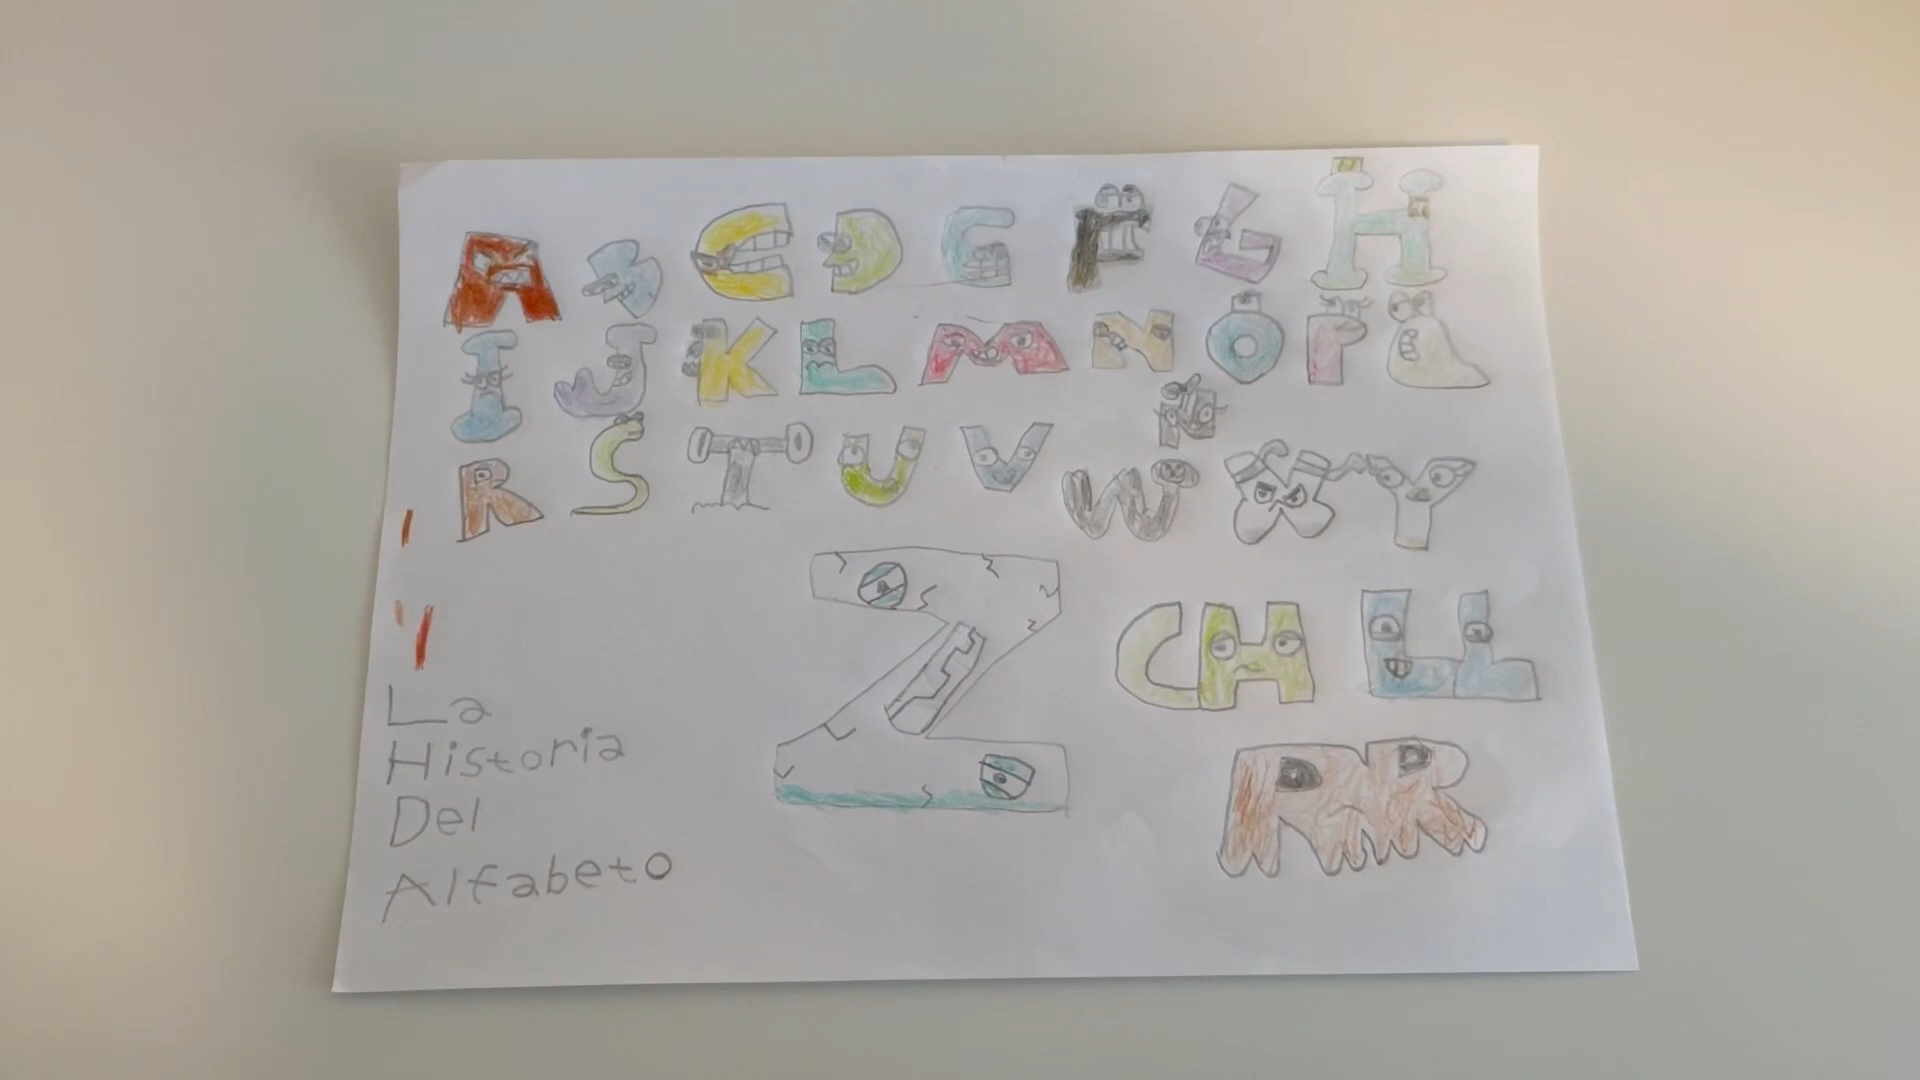 A B C D E F G H
I J K L M N O P Q
Ñ
R S T U V W X Y
Z CH LL
RR
La
Historia
Del
Alfabeto